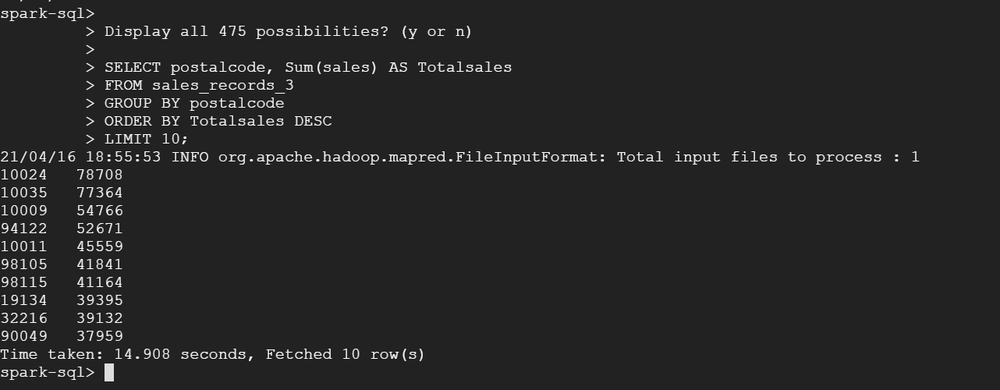 spark-sql>
> Display all 475 possibilities? (y or n)
>
> SELECT postalcode, Sum(sales) AS Totalsales
> FROM sales_records_3
> GROUP BY postalcode
> ORDER BY Totalsales DESC
> LIMIT 10;
21/04/16 18:55:53 INFO org.apache.hadoop.mapred.FileInputFormat: Total input files to process : 1
10024 78708
10035 77364
10009 54766
94122 52671
10011 45559
98105 41841
98115 41164
19134 39395
32216 39132
90049 37959
Time taken: 14.908 seconds, Fetched 10 row(s)
spark-sql>